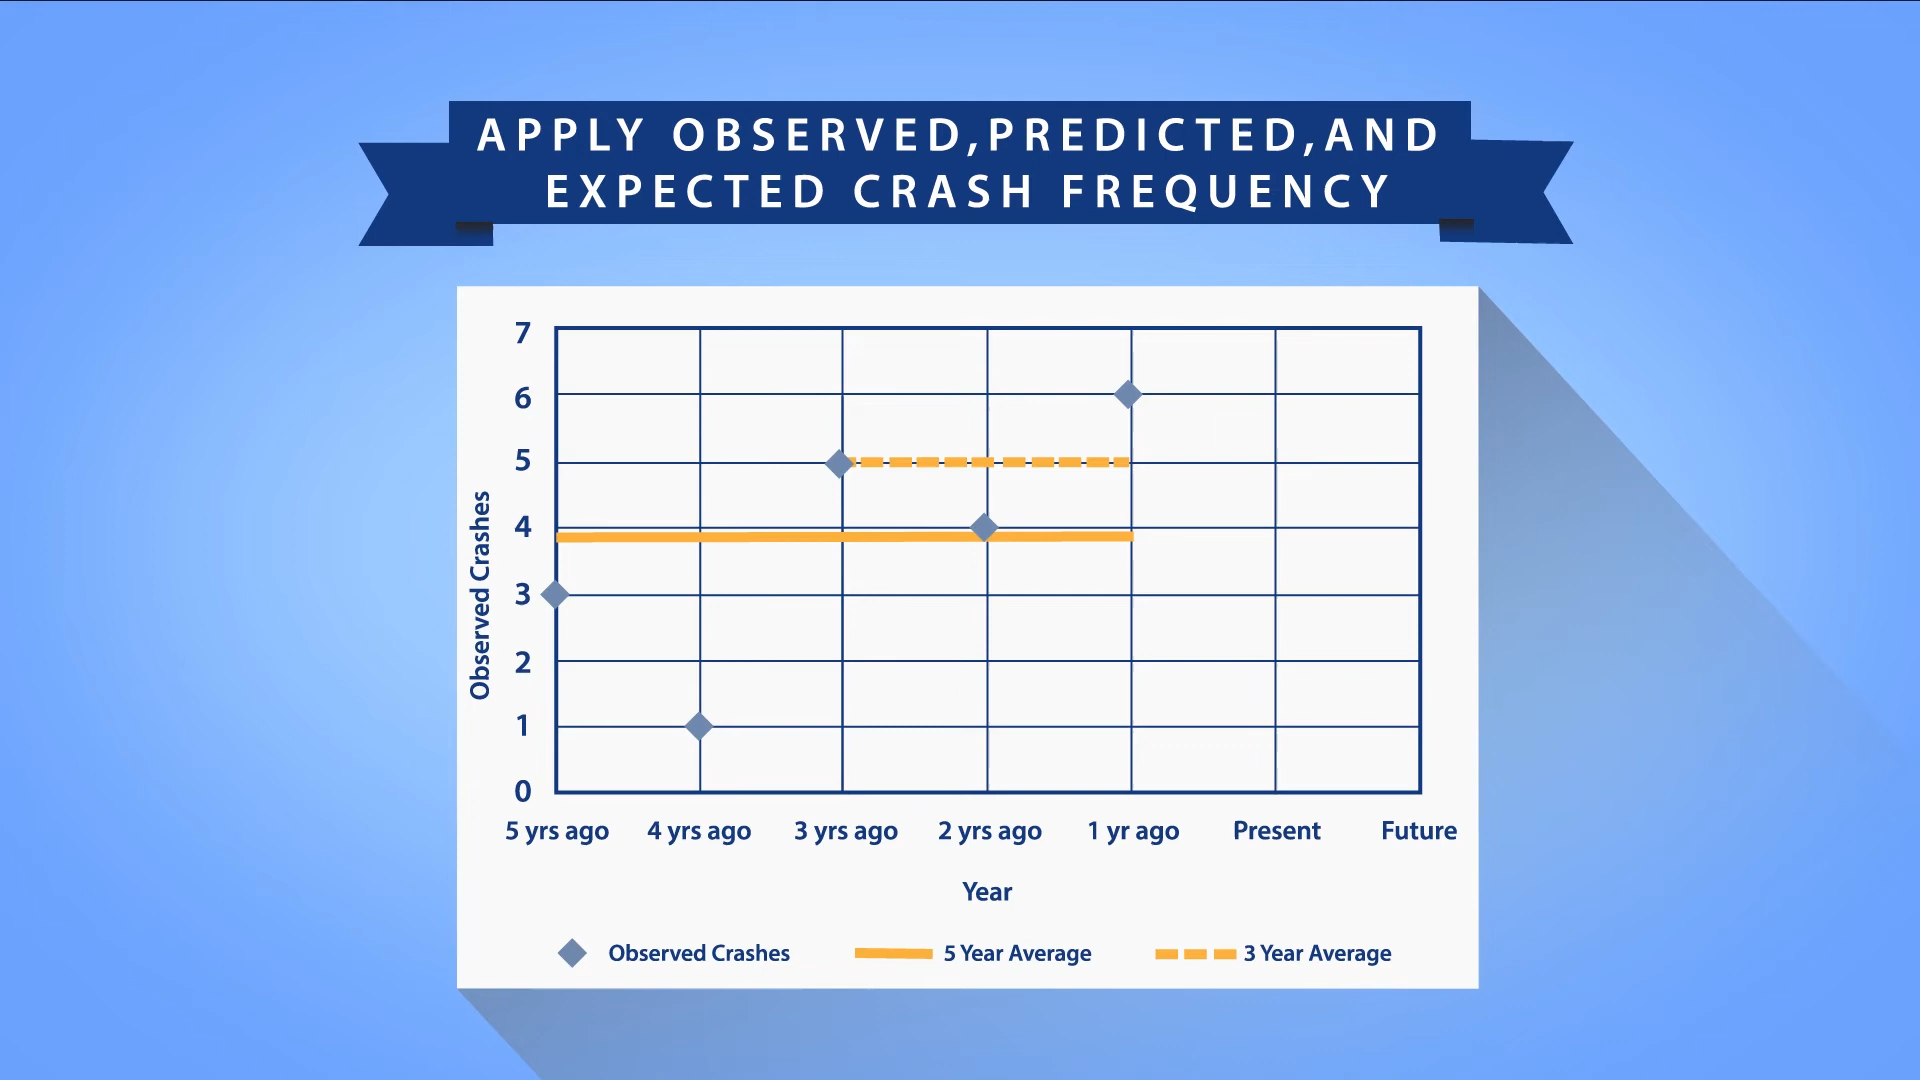 APPLY OBSERVED,PREDICTED,AND
EXPECTED CRASH FREQUENCY
7
6
5
4
3
2
1
0
Observed Crashes
5 yrs ago 4 yrs ago 3 yrs ago 2 yrs ago 1 yr ago Present Future
Year
Observed Crashes 5 Year Average 3 Year Average